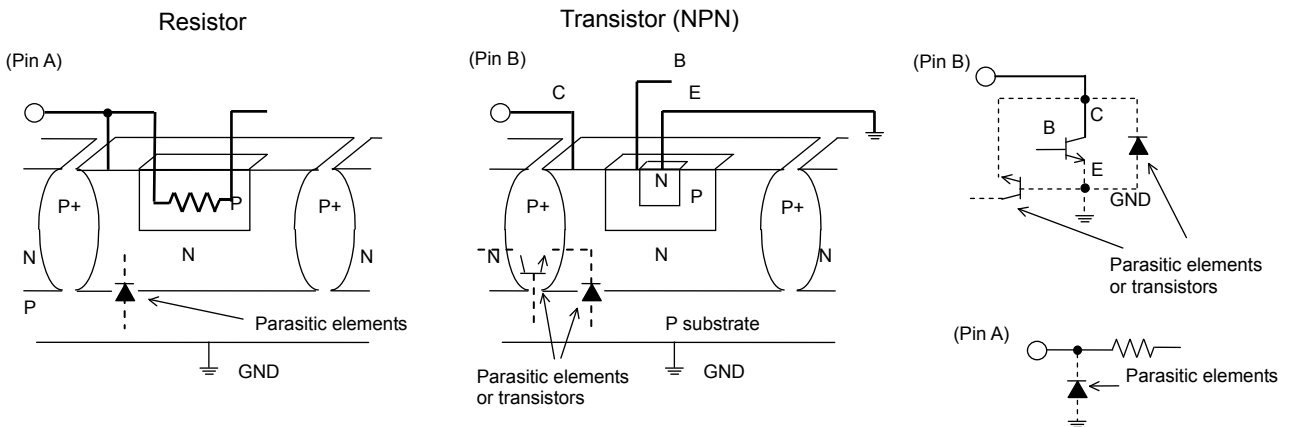 Resistor
(Pin A)
P+
P
P+
N
N
N
P
Parasitic elements
GND
Transistor (NPN)
(Pin B)
C
B
E
P+
N
P
P+
N
N
N
P substrate
Parasitic elements
or transistors
GND
(Pin B)
C
B
E
GND
Parasitic elements
or transistors
(Pin A)
Parasitic elements